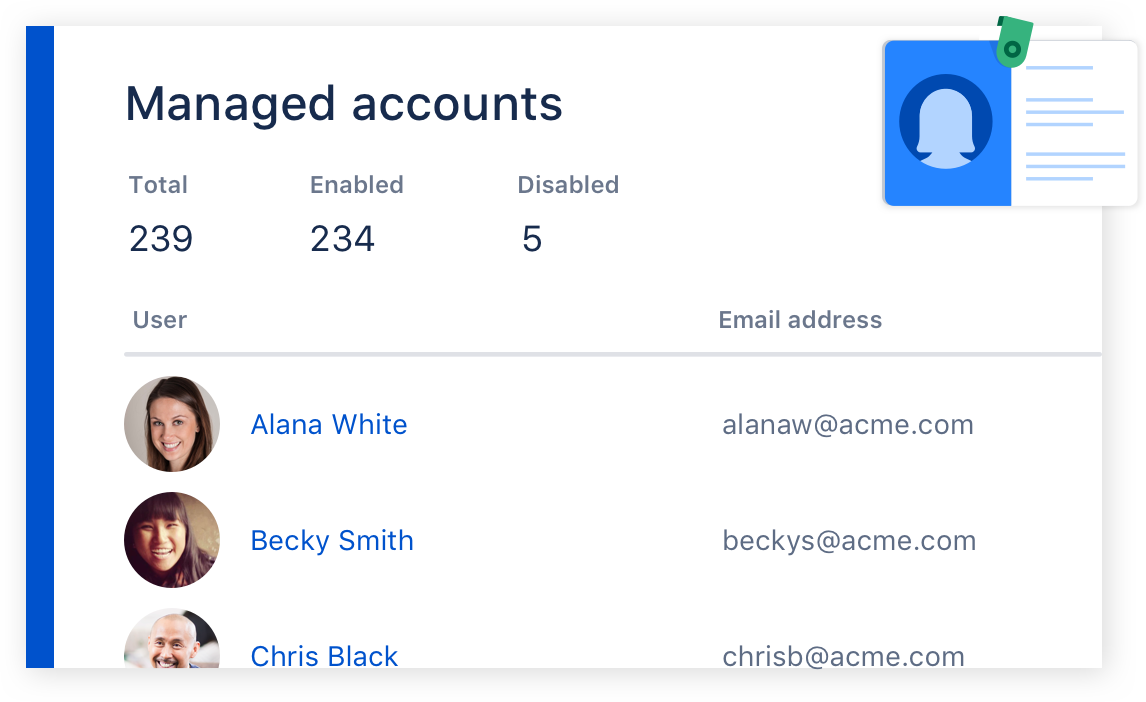 Managed accounts
Total Enabled Disabled
239 234 5
User Email address
Alana White alanaw@acme.com
Becky Smith beckys@acme.com
Chris Black chrisb@acme.com